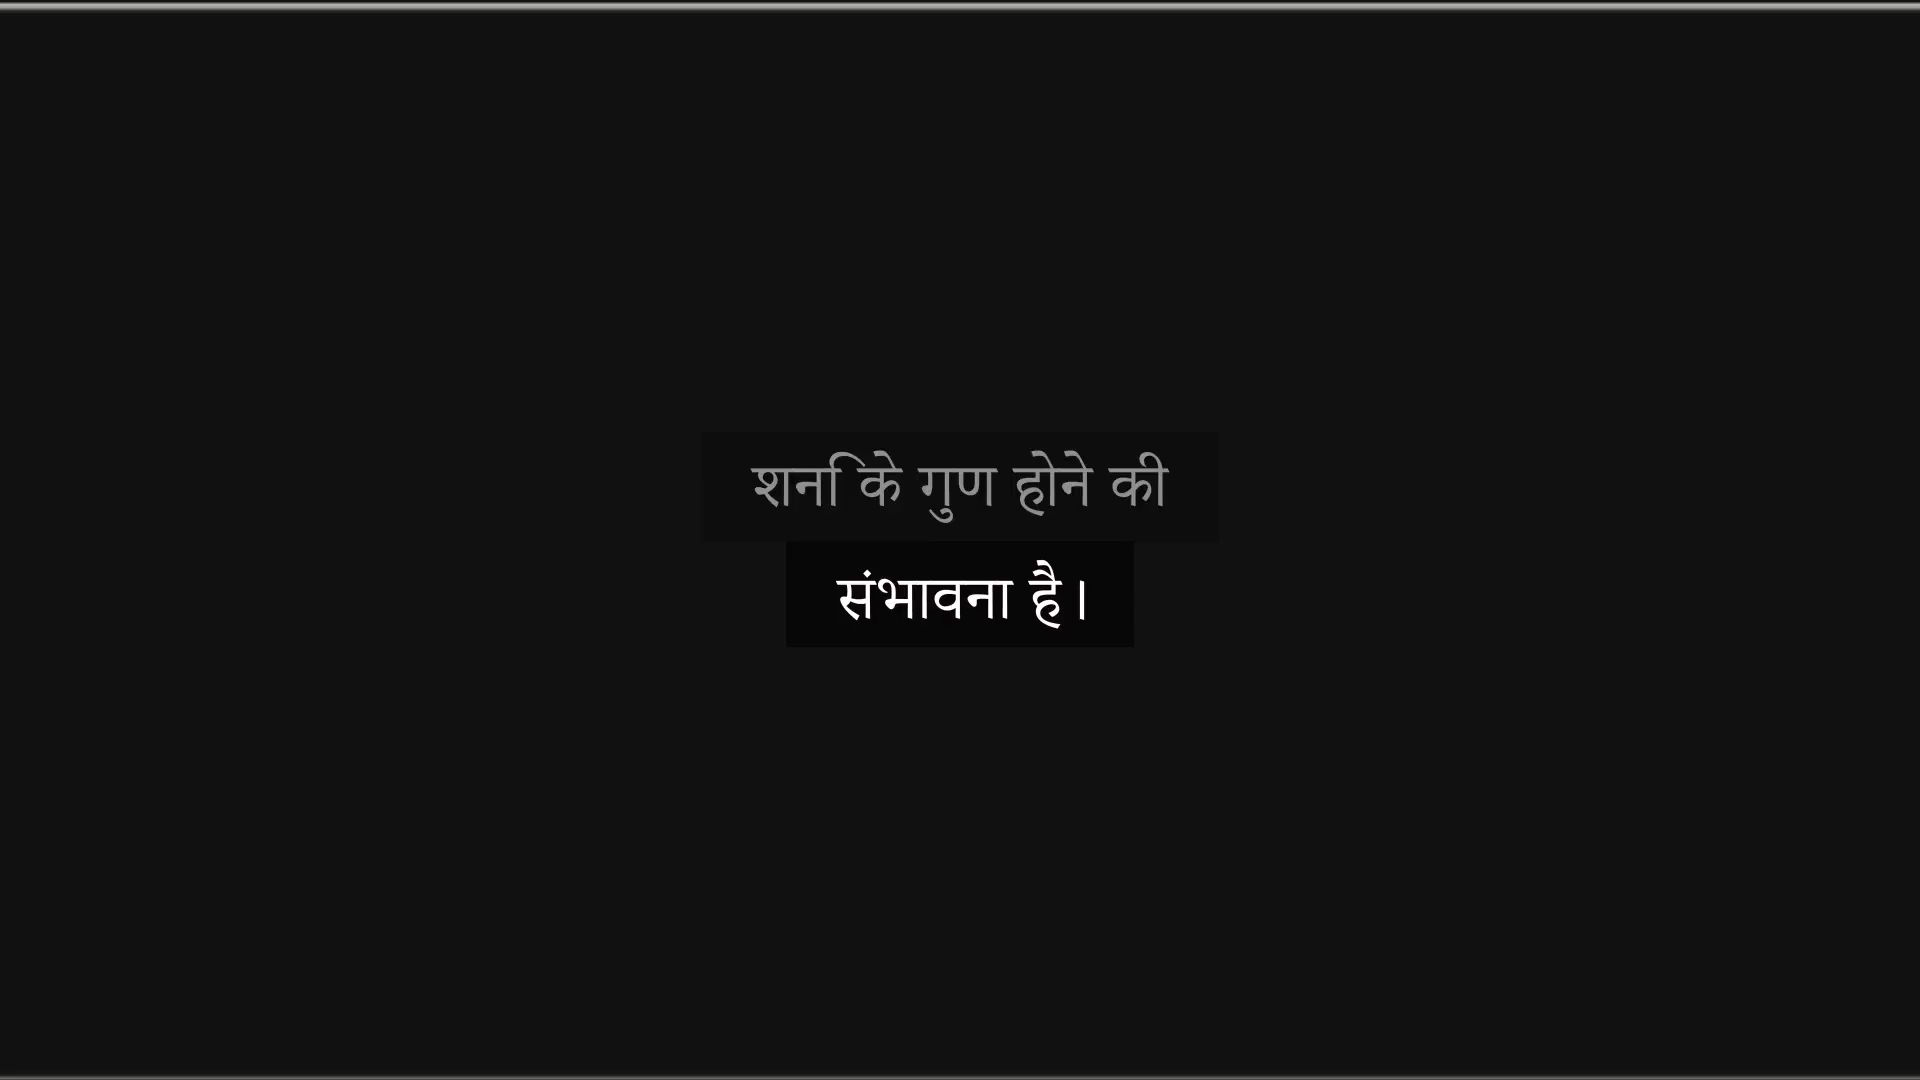 शनि के गुण होने की
संभावना है।